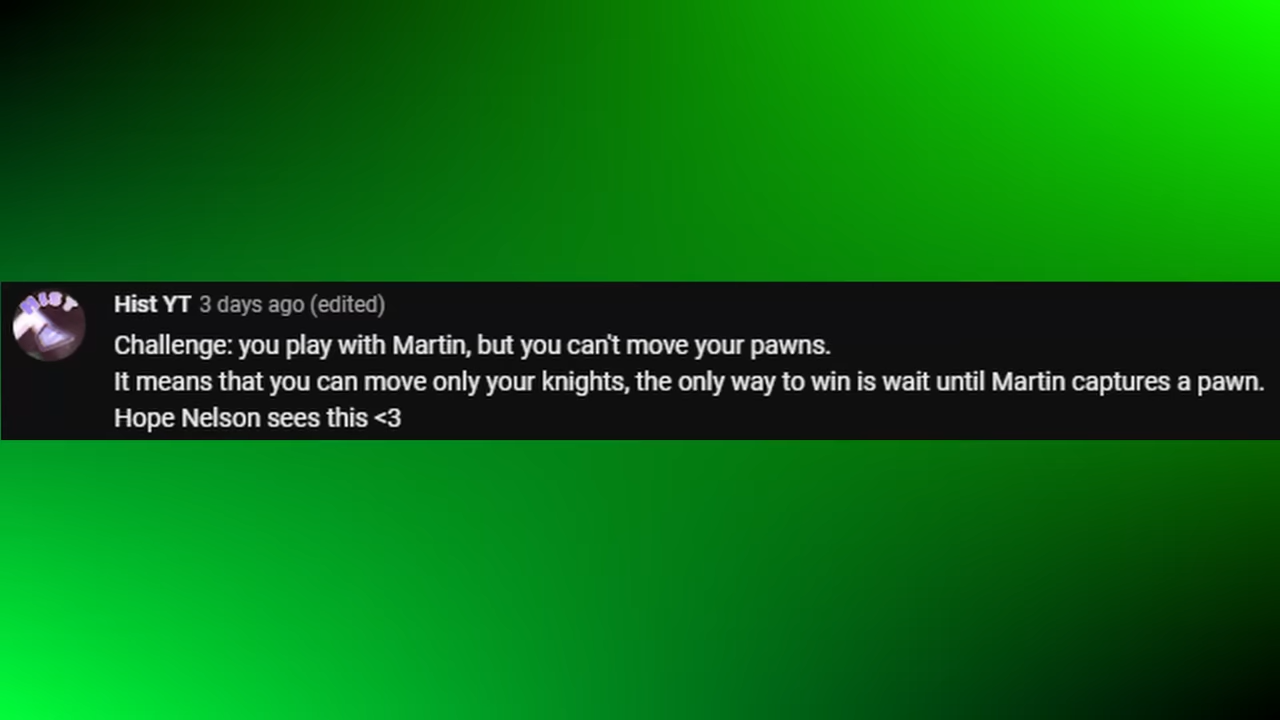 HIST
Hist YT 3 days ago (edited)
Challenge: you play with Martin, but you can't move your pawns.
It means that you can move only your knights, the only way to win is wait until Martin captures a pawn.
Hope Nelson sees this <3